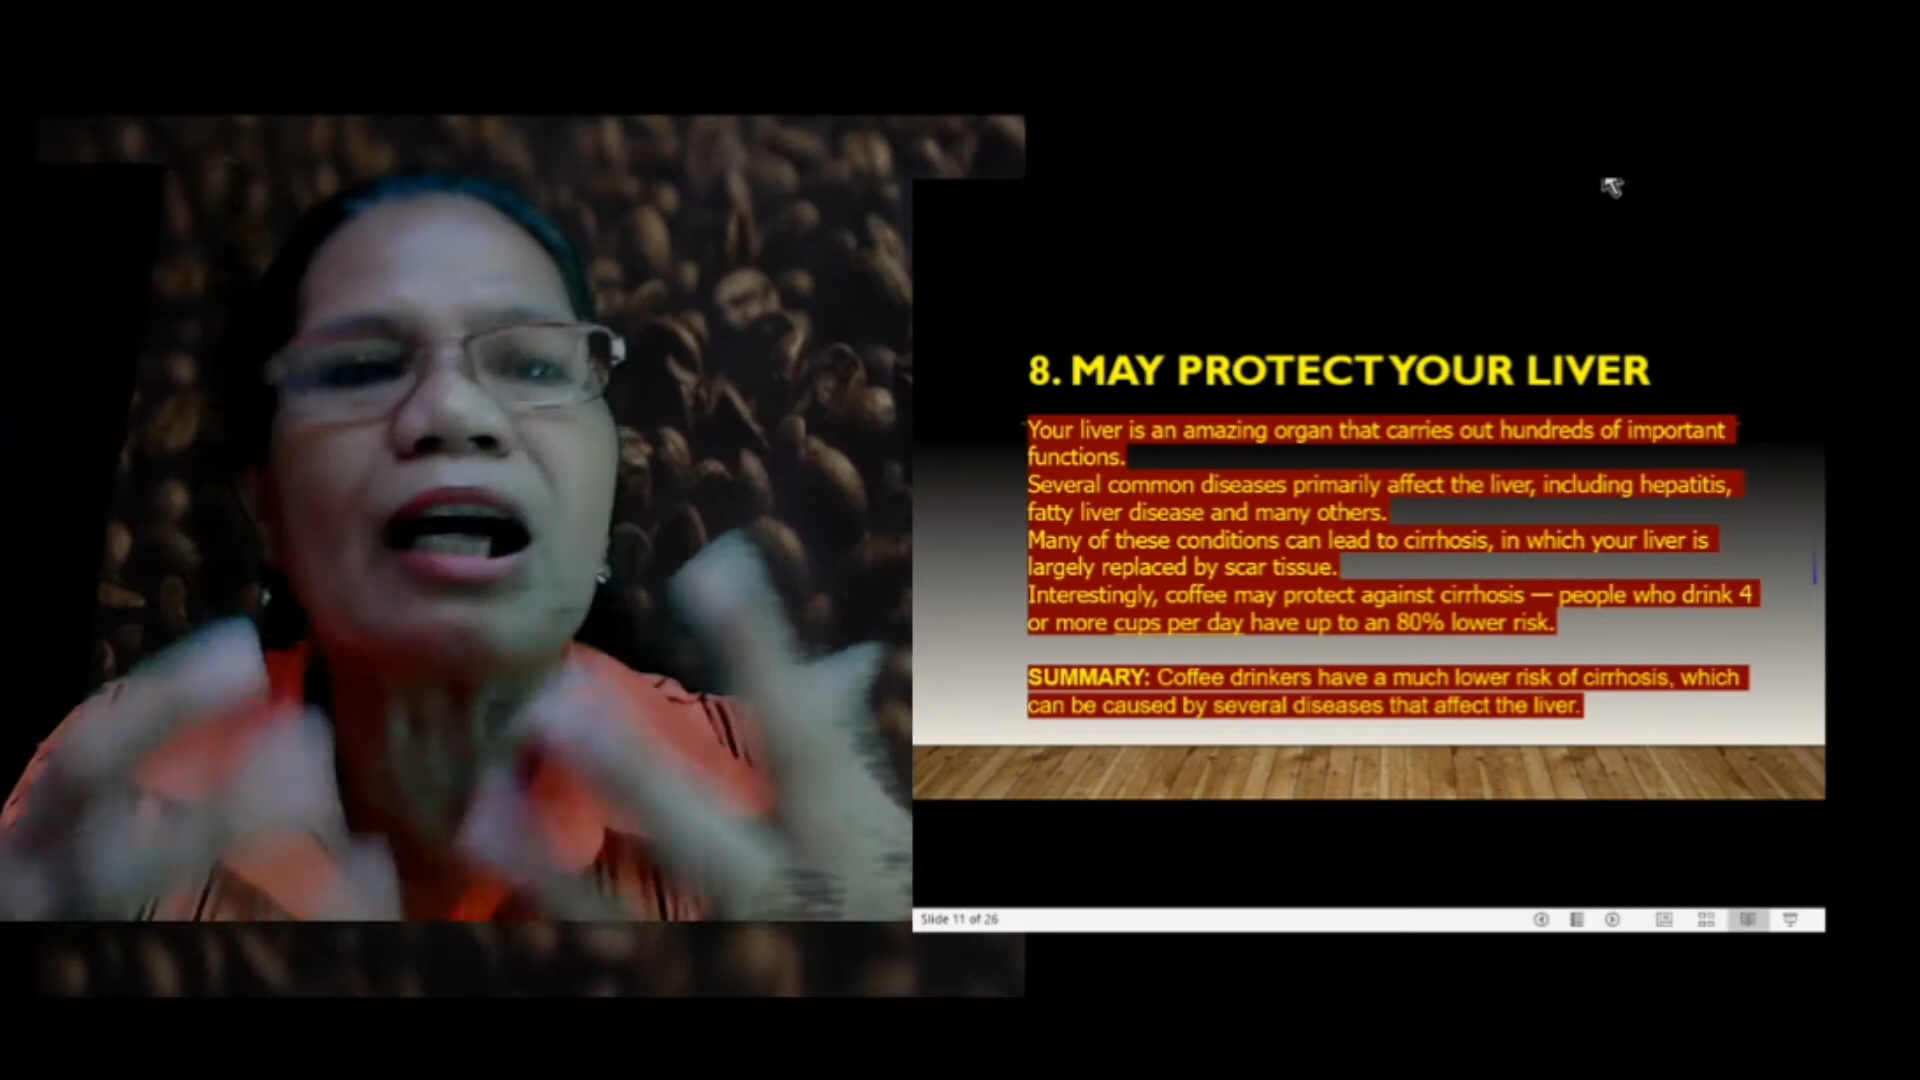 8. MAY PROTECT YOUR LIVER
Your liver is an amazing organ that carries out hundreds of important
functions.
Several common diseases primarily affect the liver, including hepatitis,
fatty liver disease and many others.
Many of these conditions can lead to cirrhosis, in which your liver is
largely replaced by scar tissue.
Interestingly, coffee may protect against cirrhosis — people who drink 4
or more cups per day have up to an 80% lower risk.
SUMMARY: Coffee drinkers have a much lower risk of cirrhosis, which
can be caused by several diseases that affect the liver.
Slide 11 of 26